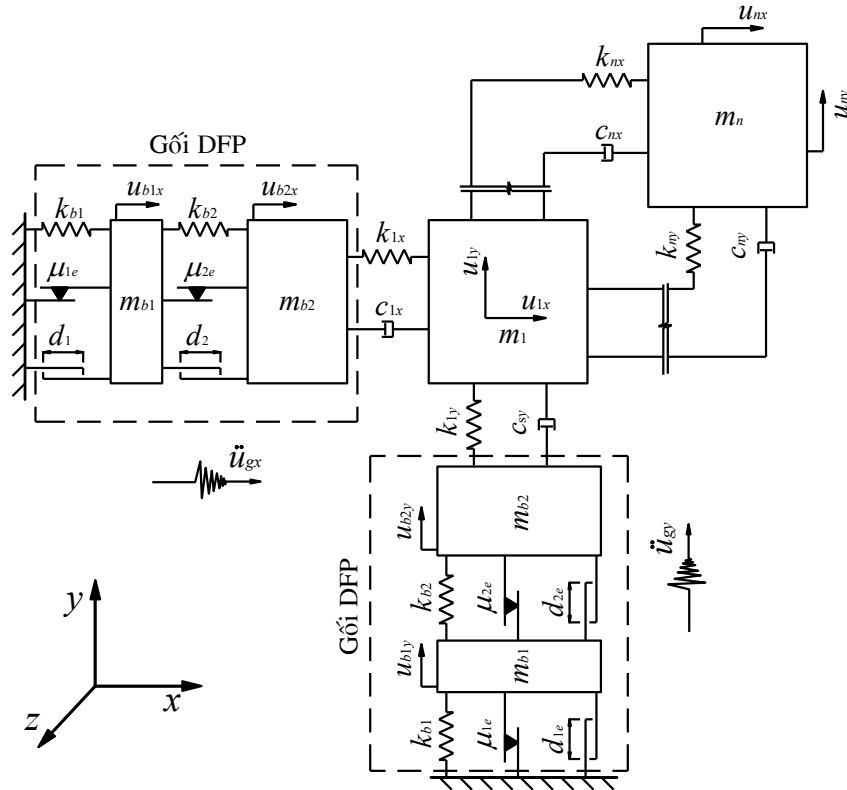 u_nx
k_nx
u_ny
m_n
c_nx
Gối DFP
u_b1x
u_b2x
k_b1
k_b2
k_1x
u_1y
k_ny
c_ny
μ_1e
μ_2e
m_b1
m_b2
u_1x
c_1x
m_1
d_1
d_2
k_1y
c_sy
ü_gx
u_b2y
m_b2
ü_gy
Gối DFP
k_b2
μ_2e
d_2e
u_b1y
m_b1
k_b1
μ_1e
d_1e
y
x
z